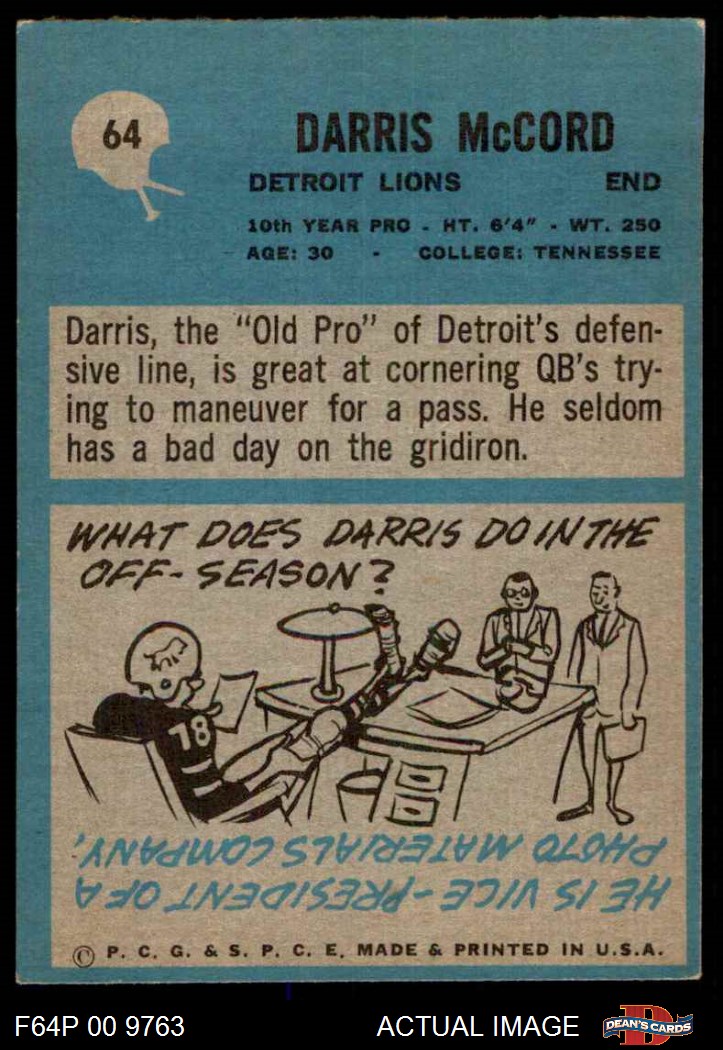 64
DARRIS McCORD
DETROIT LIONS END
10th YEAR PRO - HT. 6'4" - WT. 250
AGE: 30 - COLLEGE: TENNESSEE
Darris, the "Old Pro" of Detroit's defen-
sive line, is great at cornering QB's try-
ing to maneuver for a pass. He seldom
has a bad day on the gridiron.
WHAT DOES DARRIS DO IN THE
OFF-SEASON?
78
HE IS VICE-PRESIDENT OF A
PHOTO MATERIALS COMPANY.
© P. C. G. & S. P. C. E. MADE & PRINTED IN U.S.A.
F64P 00 9763 ACTUAL IMAGE D DEAN'S CARDS